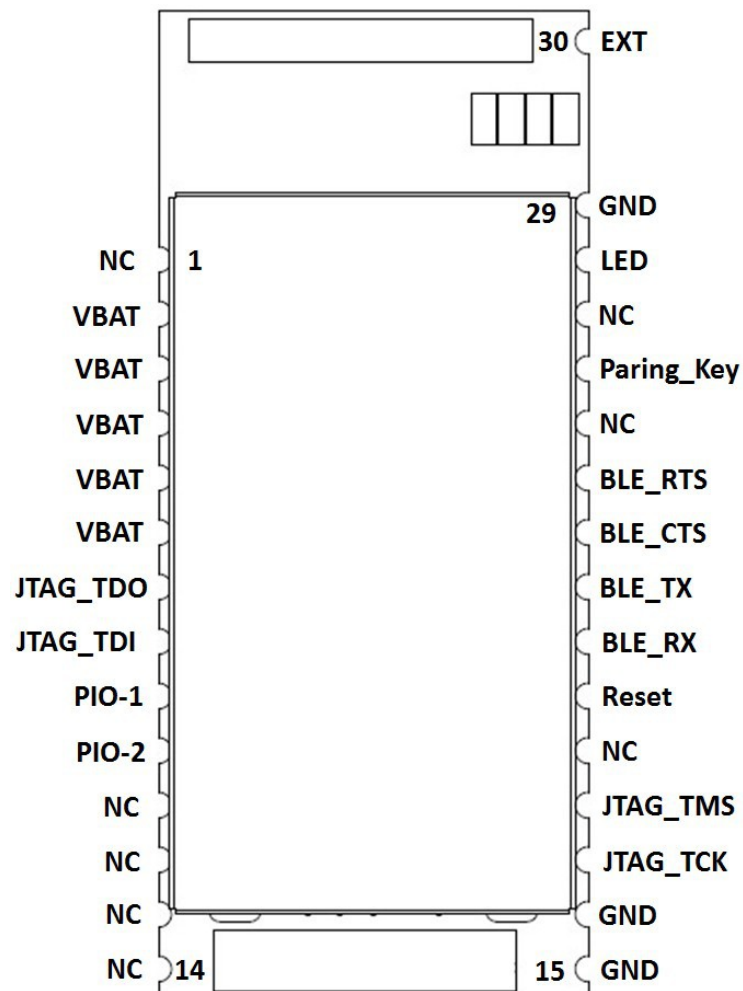 30 EXT
29 GND
NC 1 LED
VBAT NC
VBAT Paring_Key
VBAT NC
VBAT BLE_RTS
VBAT BLE_CTS
JTAG_TDO BLE_TX
JTAG_TDI BLE_RX
PIO-1 Reset
PIO-2 NC
NC JTAG_TMS
NC JTAG_TCK
NC GND
NC 14 15 GND